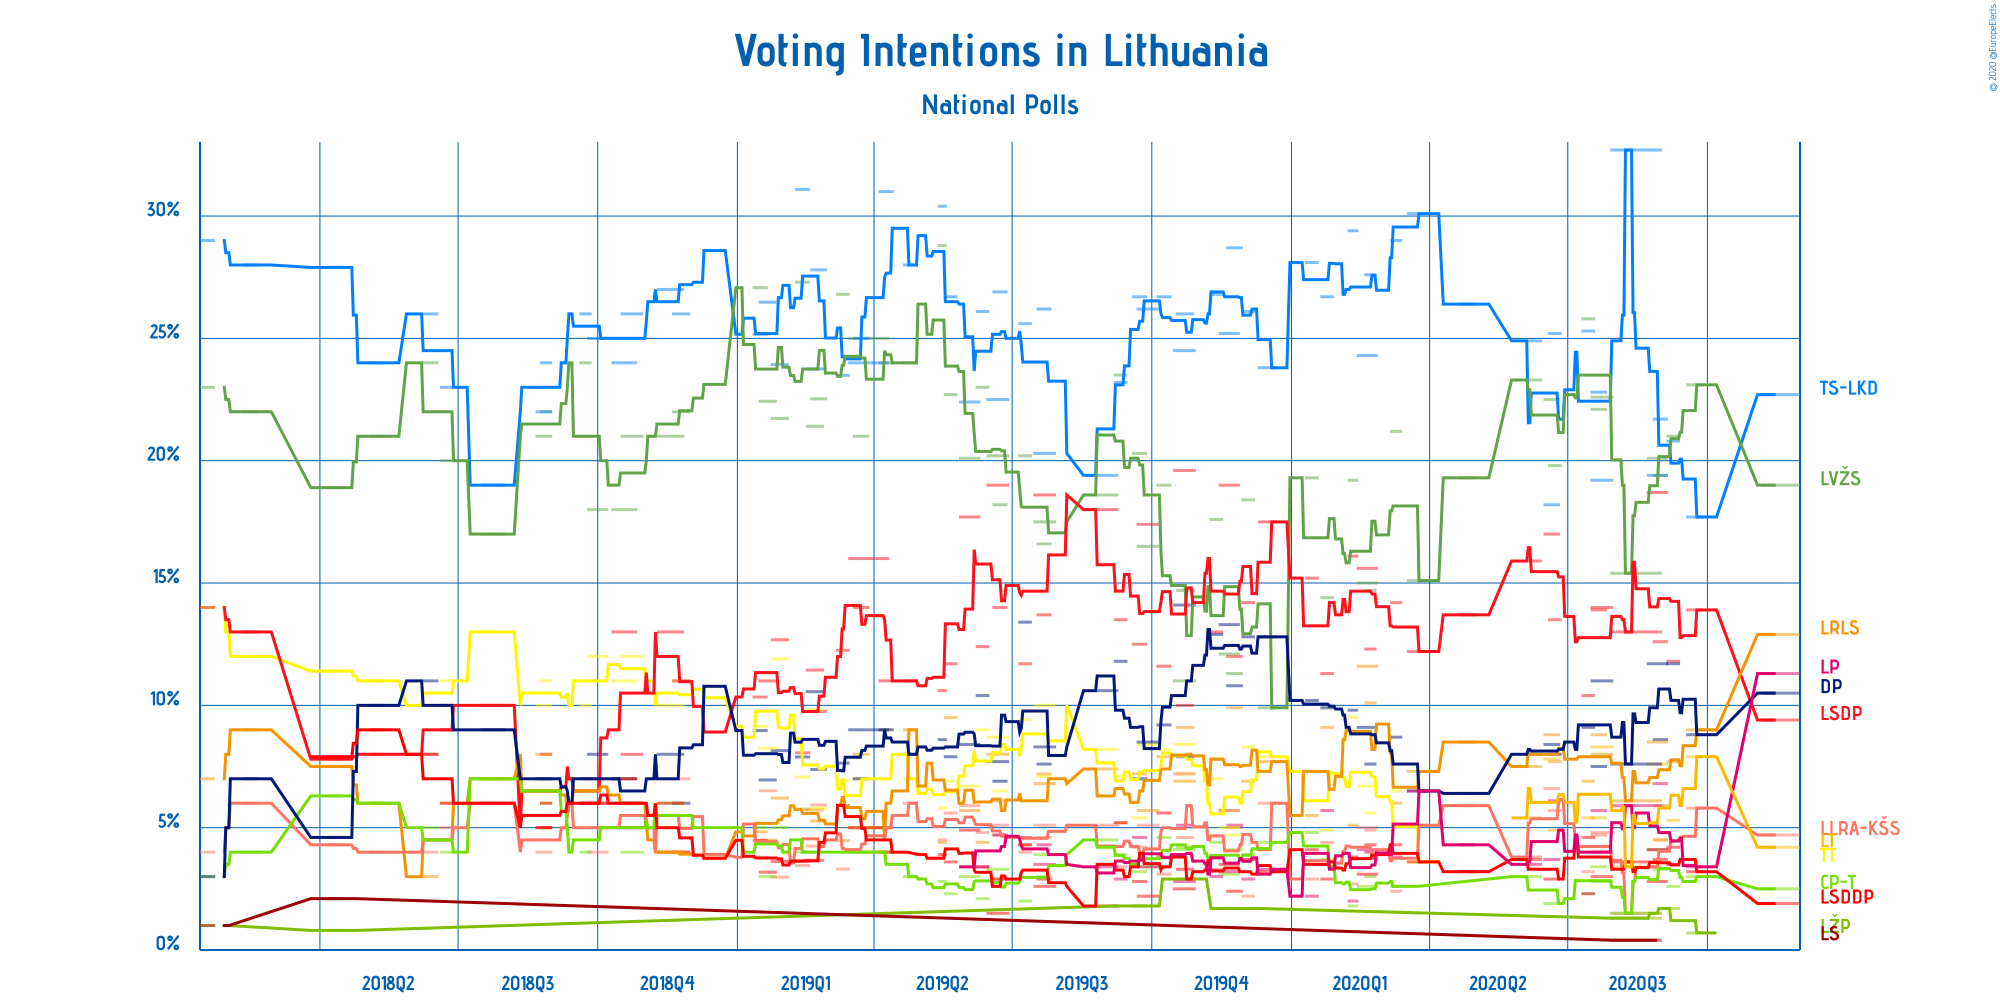 © 2020 @EuropeElects
Voting Intentions in Lithuania
National Polls
30%
25%
20%
15%
10%
5%
0%
TS-LKD
LVŽS
LRLS
LP
DP
LSDP
LLRA-KŠS
LT
TT
CP-T
LSDDP
LŽP
LS
2018Q2 2018Q3 2018Q4 2019Q1 2019Q2 2019Q3 2019Q4 2020Q1 2020Q2 2020Q3